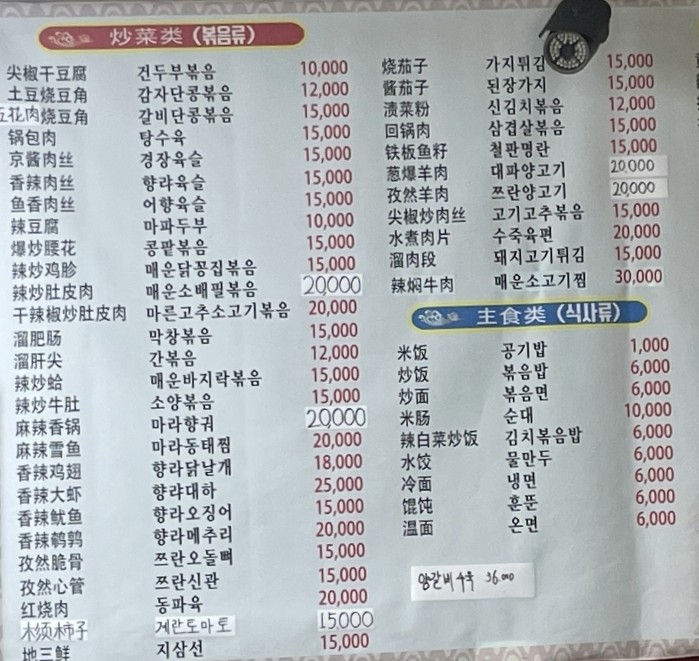 炒菜类 (볶음류)
尖椒干豆腐 건두부볶음 10,000
土豆烧豆角 감자단콩볶음 12,000
五花肉烧豆角 갈비단콩볶음 15,000
锅包肉 탕수육 15,000
京酱肉丝 경장육슬 15,000
香辣肉丝 향랴육슬 15,000
鱼香肉丝 어향육슬 15,000
辣豆腐 마파두부 10,000
爆炒腰花 콩팥볶음 15,000
辣炒鸡胗 매운닭꽁집볶음 15,000
辣炒肚皮肉 매운소배필볶음 20,000
干辣椒炒肚皮肉 마른고추소고기볶음 20,000
溜肥肠 막창볶음 15,000
溜肝尖 간볶음 12,000
辣炒蛤 매운바지락볶음 15,000
辣炒牛肚 소양볶음 15,000
麻辣香锅 마라향궈 20,000
麻辣雪鱼 마라동태찜 20,000
香辣鸡翅 향라닭날개 18,000
香辣大虾 향랴대하 25,000
香辣鱿鱼 향라오징어 15,000
香辣鹌鹑 향라메추리 20,000
孜然脆骨 쯔란오돌뼈 15,000
孜然心管 쯔란신관 15,000
红烧肉 동파육 20,000
木须柿子 계란토마토 15,000
地三鲜 지삼선 15,000
烧茄子 가지튀김 15,000
酱茄子 된장가지 15,000
渍菜粉 신김치볶음 12,000
回锅肉 삼겹살볶음 15,000
铁板鱼籽 철판명란 15,000
葱爆羊肉 대파양고기 20,000
孜然羊肉 쯔란양고기 20,000
尖椒炒肉丝 고기고추볶음 15,000
水煮肉片 수죽육편 20,000
溜肉段 돼지고기튀김 15,000
辣焖牛肉 매운소고기찜 30,000
主食类 (식사류)
米饭 공기밥 1,000
炒饭 볶음밥 6,000
炒面 볶음면 6,000
米肠 순대 10,000
辣白菜炒饭 김치볶음밥 6,000
水饺 물만두 6,000
冷面 냉면 6,000
馄饨 훈뚠 6,000
温面 온면 6,000
양갈비 수육 36.000